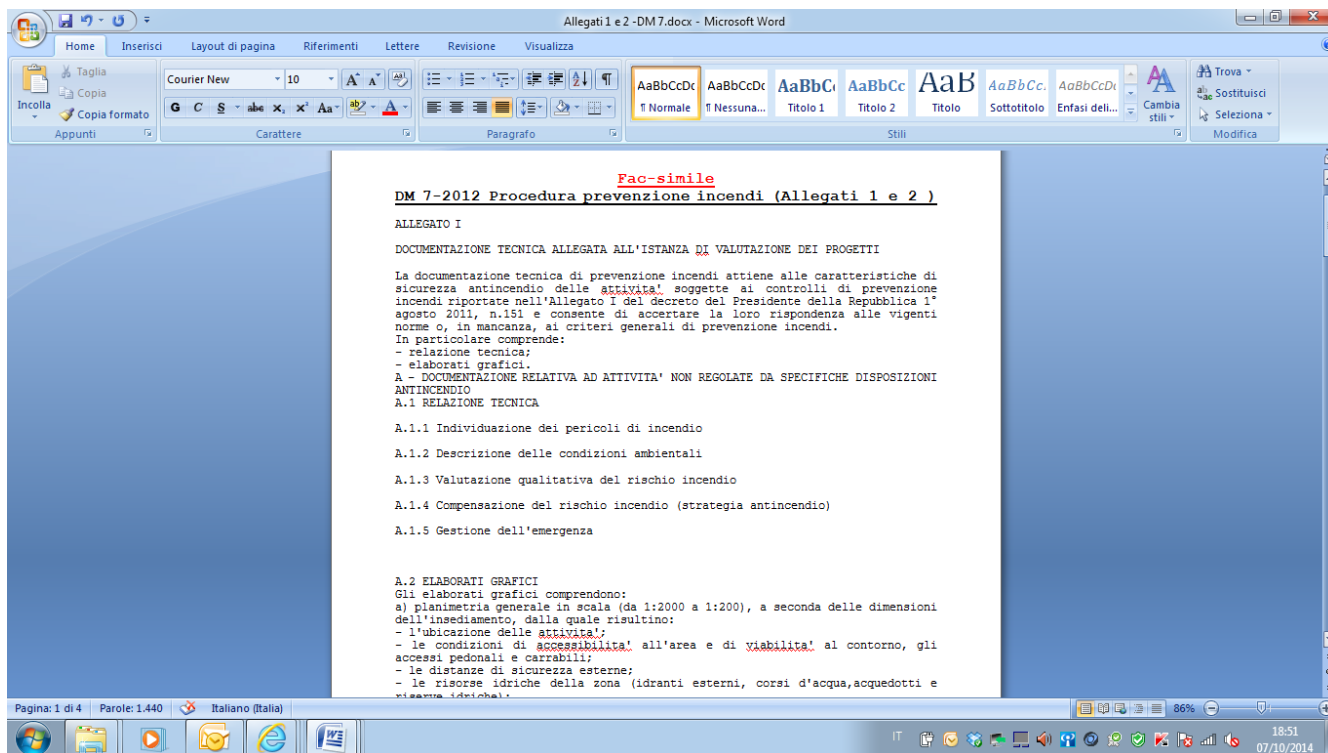 Allegati 1 e 2 -DM 7.docx - Microsoft Word
Home Inserisci Layout di pagina Riferimenti Lettere Revisione Visualizza
Incolla
Taglia
Copia
Copia formato
Appunti
Courier New 10
G C S abe x₂ x² Aa
Carattere
Paragrafo
AaBbCcDc AaBbCcDc AaBbC AaBbCc AaB AaBbCc. AaBbCcDc
¶ Normale ¶ Nessuna... Titolo 1 Titolo 2 Titolo Sottotitolo Enfasi deli...
Cambia stili
Stili
Trova
Sostituisci
Seleziona
Modifica
Fac-simile
DM 7-2012 Procedura prevenzione incendi (Allegati 1 e 2 )
ALLEGATO I
DOCUMENTAZIONE TECNICA ALLEGATA ALL'ISTANZA DI VALUTAZIONE DEI PROGETTI
La documentazione tecnica di prevenzione incendi attiene alle caratteristiche di
sicurezza antincendio delle attivita' soggette ai controlli di prevenzione
incendi riportate nell'Allegato I del decreto del Presidente della Repubblica 1°
agosto 2011, n.151 e consente di accertare la loro rispondenza alle vigenti
norme o, in mancanza, ai criteri generali di prevenzione incendi.
In particolare comprende:
- relazione tecnica;
- elaborati grafici.
A - DOCUMENTAZIONE RELATIVA AD ATTIVITA' NON REGOLATE DA SPECIFICHE DISPOSIZIONI
ANTINCENDIO
A.1 RELAZIONE TECNICA
A.1.1 Individuazione dei pericoli di incendio
A.1.2 Descrizione delle condizioni ambientali
A.1.3 Valutazione qualitativa del rischio incendio
A.1.4 Compensazione del rischio incendio (strategia antincendio)
A.1.5 Gestione dell'emergenza
A.2 ELABORATI GRAFICI
Gli elaborati grafici comprendono:
a) planimetria generale in scala (da 1:2000 a 1:200), a seconda delle dimensioni
dell'insediamento, dalla quale risultino:
- l'ubicazione delle attivita';
- le condizioni di accessibilita' all'area e di viabilita' al contorno, gli
accessi pedonali e carrabili;
- le distanze di sicurezza esterne;
- le risorse idriche della zona (idranti esterni, corsi d'acqua,acquedotti e
riserve idriche);
Pagina: 1 di 4 Parole: 1.440 Italiano (Italia) 86%
IT
18:51
07/10/2014